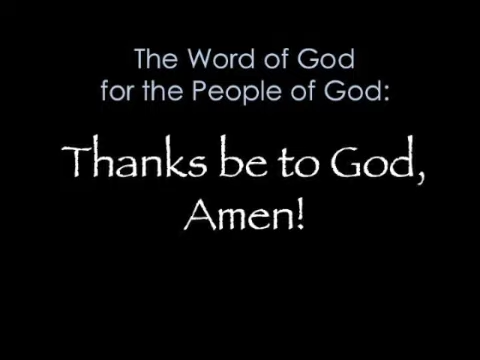 The Word of God
for the People of God:
Thanks be to God,
Amen!